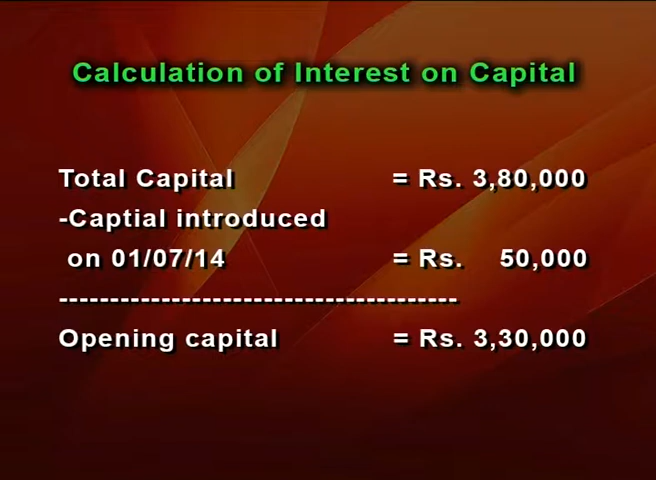 Calculation of Interest on Capital
Total Capital = Rs. 3,80,000
-Captial introduced
on 01/07/14 = Rs. 50,000
---------------------------------------
Opening capital = Rs. 3,30,000